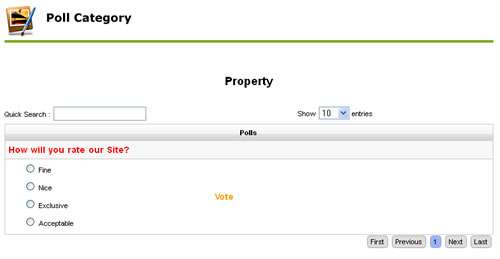 Poll Category
Property
Quick Search : Show 10 entries
Polls
How will you rate our Site?
Fine
Nice
Exclusive
Acceptable
Vote
First Previous 1 Next Last